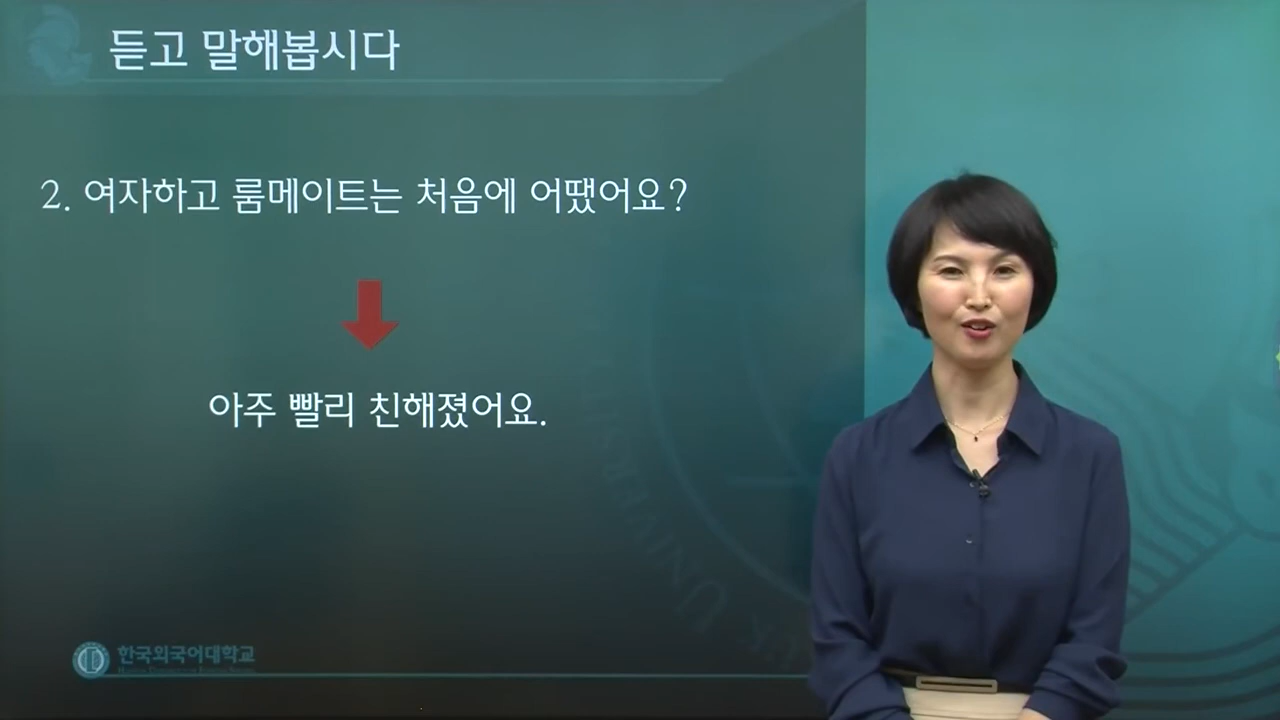 듣고 말해봅시다
2. 여자하고 룸메이트는 처음에 어땠어요?
아주 빨리 친해졌어요.
한국외국어대학교